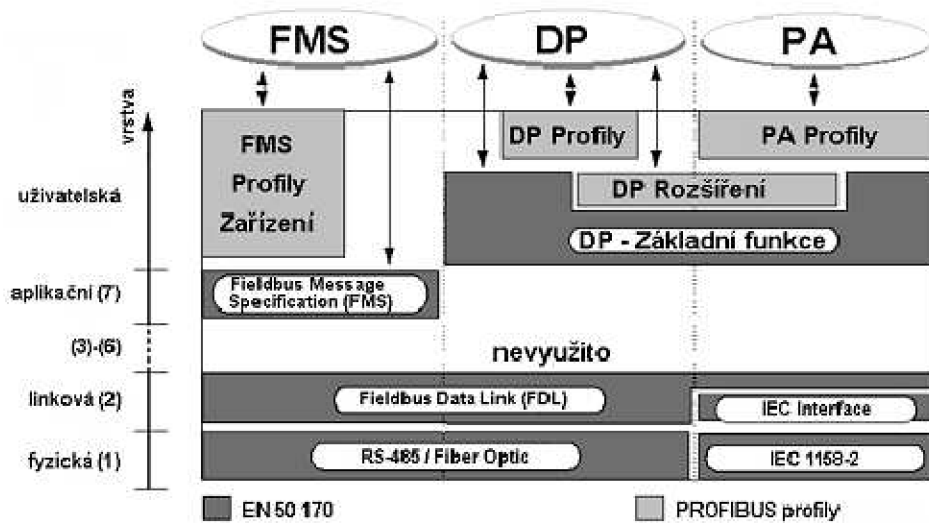 FMS
DP
PA
vrstva
FMS
Profily
Zařízení
DP Profily
PA Profily
uživatelská
DP Rozšíření
DP - Základní funkce
aplikační (7)
Fieldbus Message
Specification (FMS)
(3)-(6)
nevyužito
linková (2)
Fieldbus Data Link (FDL)
IEC Interface
fyzická (1)
RS-485 / Fiber Optic
IEC 1158-2
EN 50 170
PROFIBUS profily